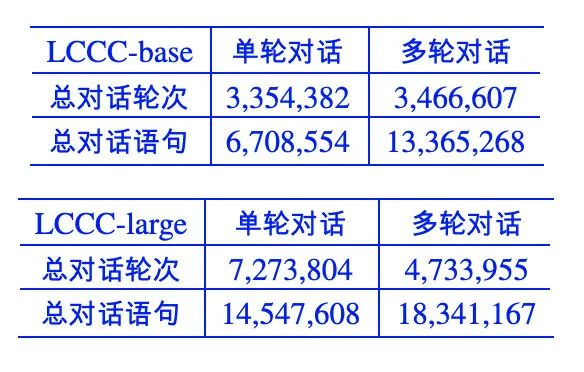 LCCC-base 单轮对话 多轮对话
总对话轮次 3,354,382 3,466,607
总对话语句 6,708,554 13,365,268
LCCC-large 单轮对话 多轮对话
总对话轮次 7,273,804 4,733,955
总对话语句 14,547,608 18,341,167